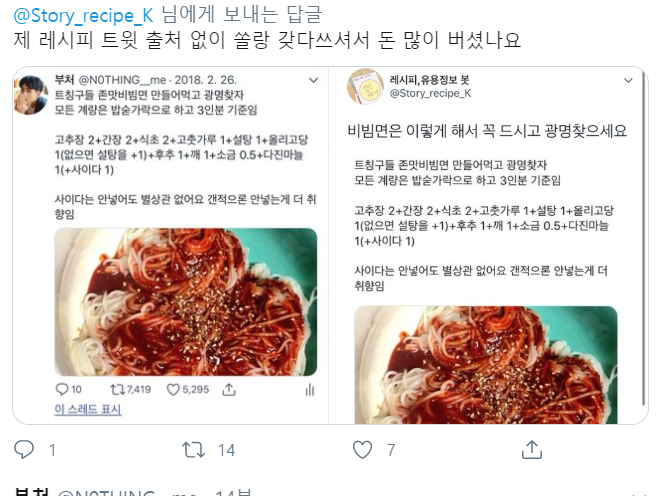 @Story_recipe_K 님에게 보내는 답글
제 레시피 트윗 출처 없이 쏠랑 갖다쓰셔서 돈 많이 버셨나요
부처 @N0THING__me · 2018. 2. 26.
트칭구들 존맛비빔면 만들어먹고 광명찾자
모든 계량은 밥숟가락으로 하고 3인분 기준임
고추장 2+간장 2+식초 2+고춧가루 1+설탕 1+올리고당
1(없으면 설탕을 +1)+후추 1+깨 1+소금 0.5+다진마늘
1(+사이다 1)
사이다는 안넣어도 별상관 없어요 갠적으론 안넣는게 더 취
향임
10 7,419 5,295
이 스레드 표시
레시피,유용정보 봇
@Story_recipe_K
비빔면은 이렇게 해서 꼭 드시고 광명찾으세요
트칭구들 존맛비빔면 만들어먹고 광명찾자
모든 계량은 밥숟가락으로 하고 3인분 기준임
고추장 2+간장 2+식초 2+고춧가루 1+설탕 1+올리고당
1(없으면 설탕을 +1)+후추 1+깨 1+소금 0.5+다진마늘
1(+사이다 1)
사이다는 안넣어도 별상관 없어요 갠적으론 안넣는게 더
취향임
1 14 7
부처 @N0THING__me · 14분